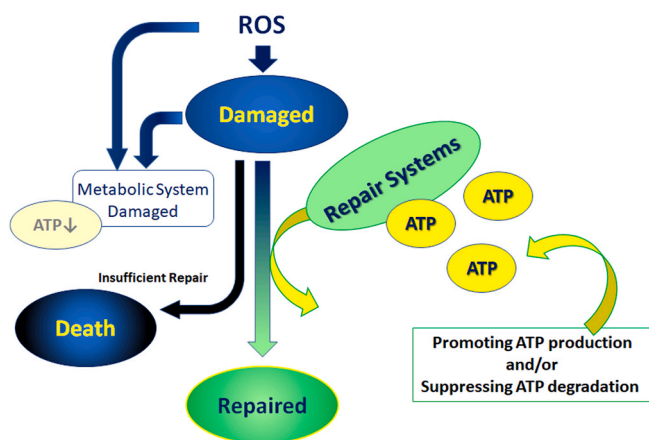 ROS
Damaged
Repair Systems
Metabolic System
Damaged
ATP
ATP↓
ATP
ATP
Insufficient Repair
Death
Promoting ATP production
and/or
Suppressing ATP degradation
Repaired